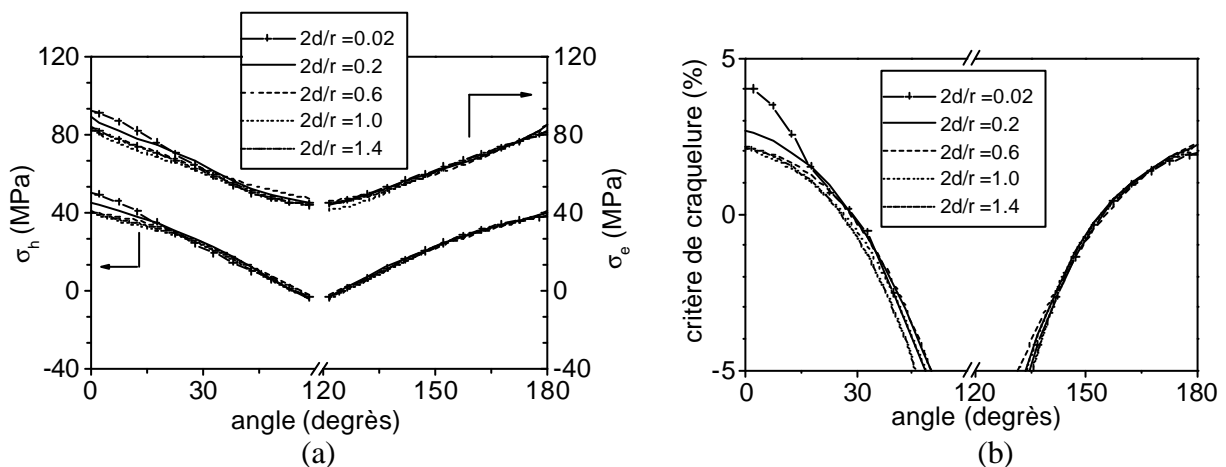 2d/r =0.02
2d/r =0.2
2d/r =0.6
2d/r =1.0
2d/r =1.4
120
80
40
0
-40
σh (MPa)
120
80
40
0
-40
σe (MPa)
0 30 120 150 180
angle (degrès)
(a)
2d/r =0.02
2d/r =0.2
2d/r =0.6
2d/r =1.0
2d/r =1.4
5
0
-5
critère de craquelure (%)
0 30 120 150 180
angle (degrès)
(b)